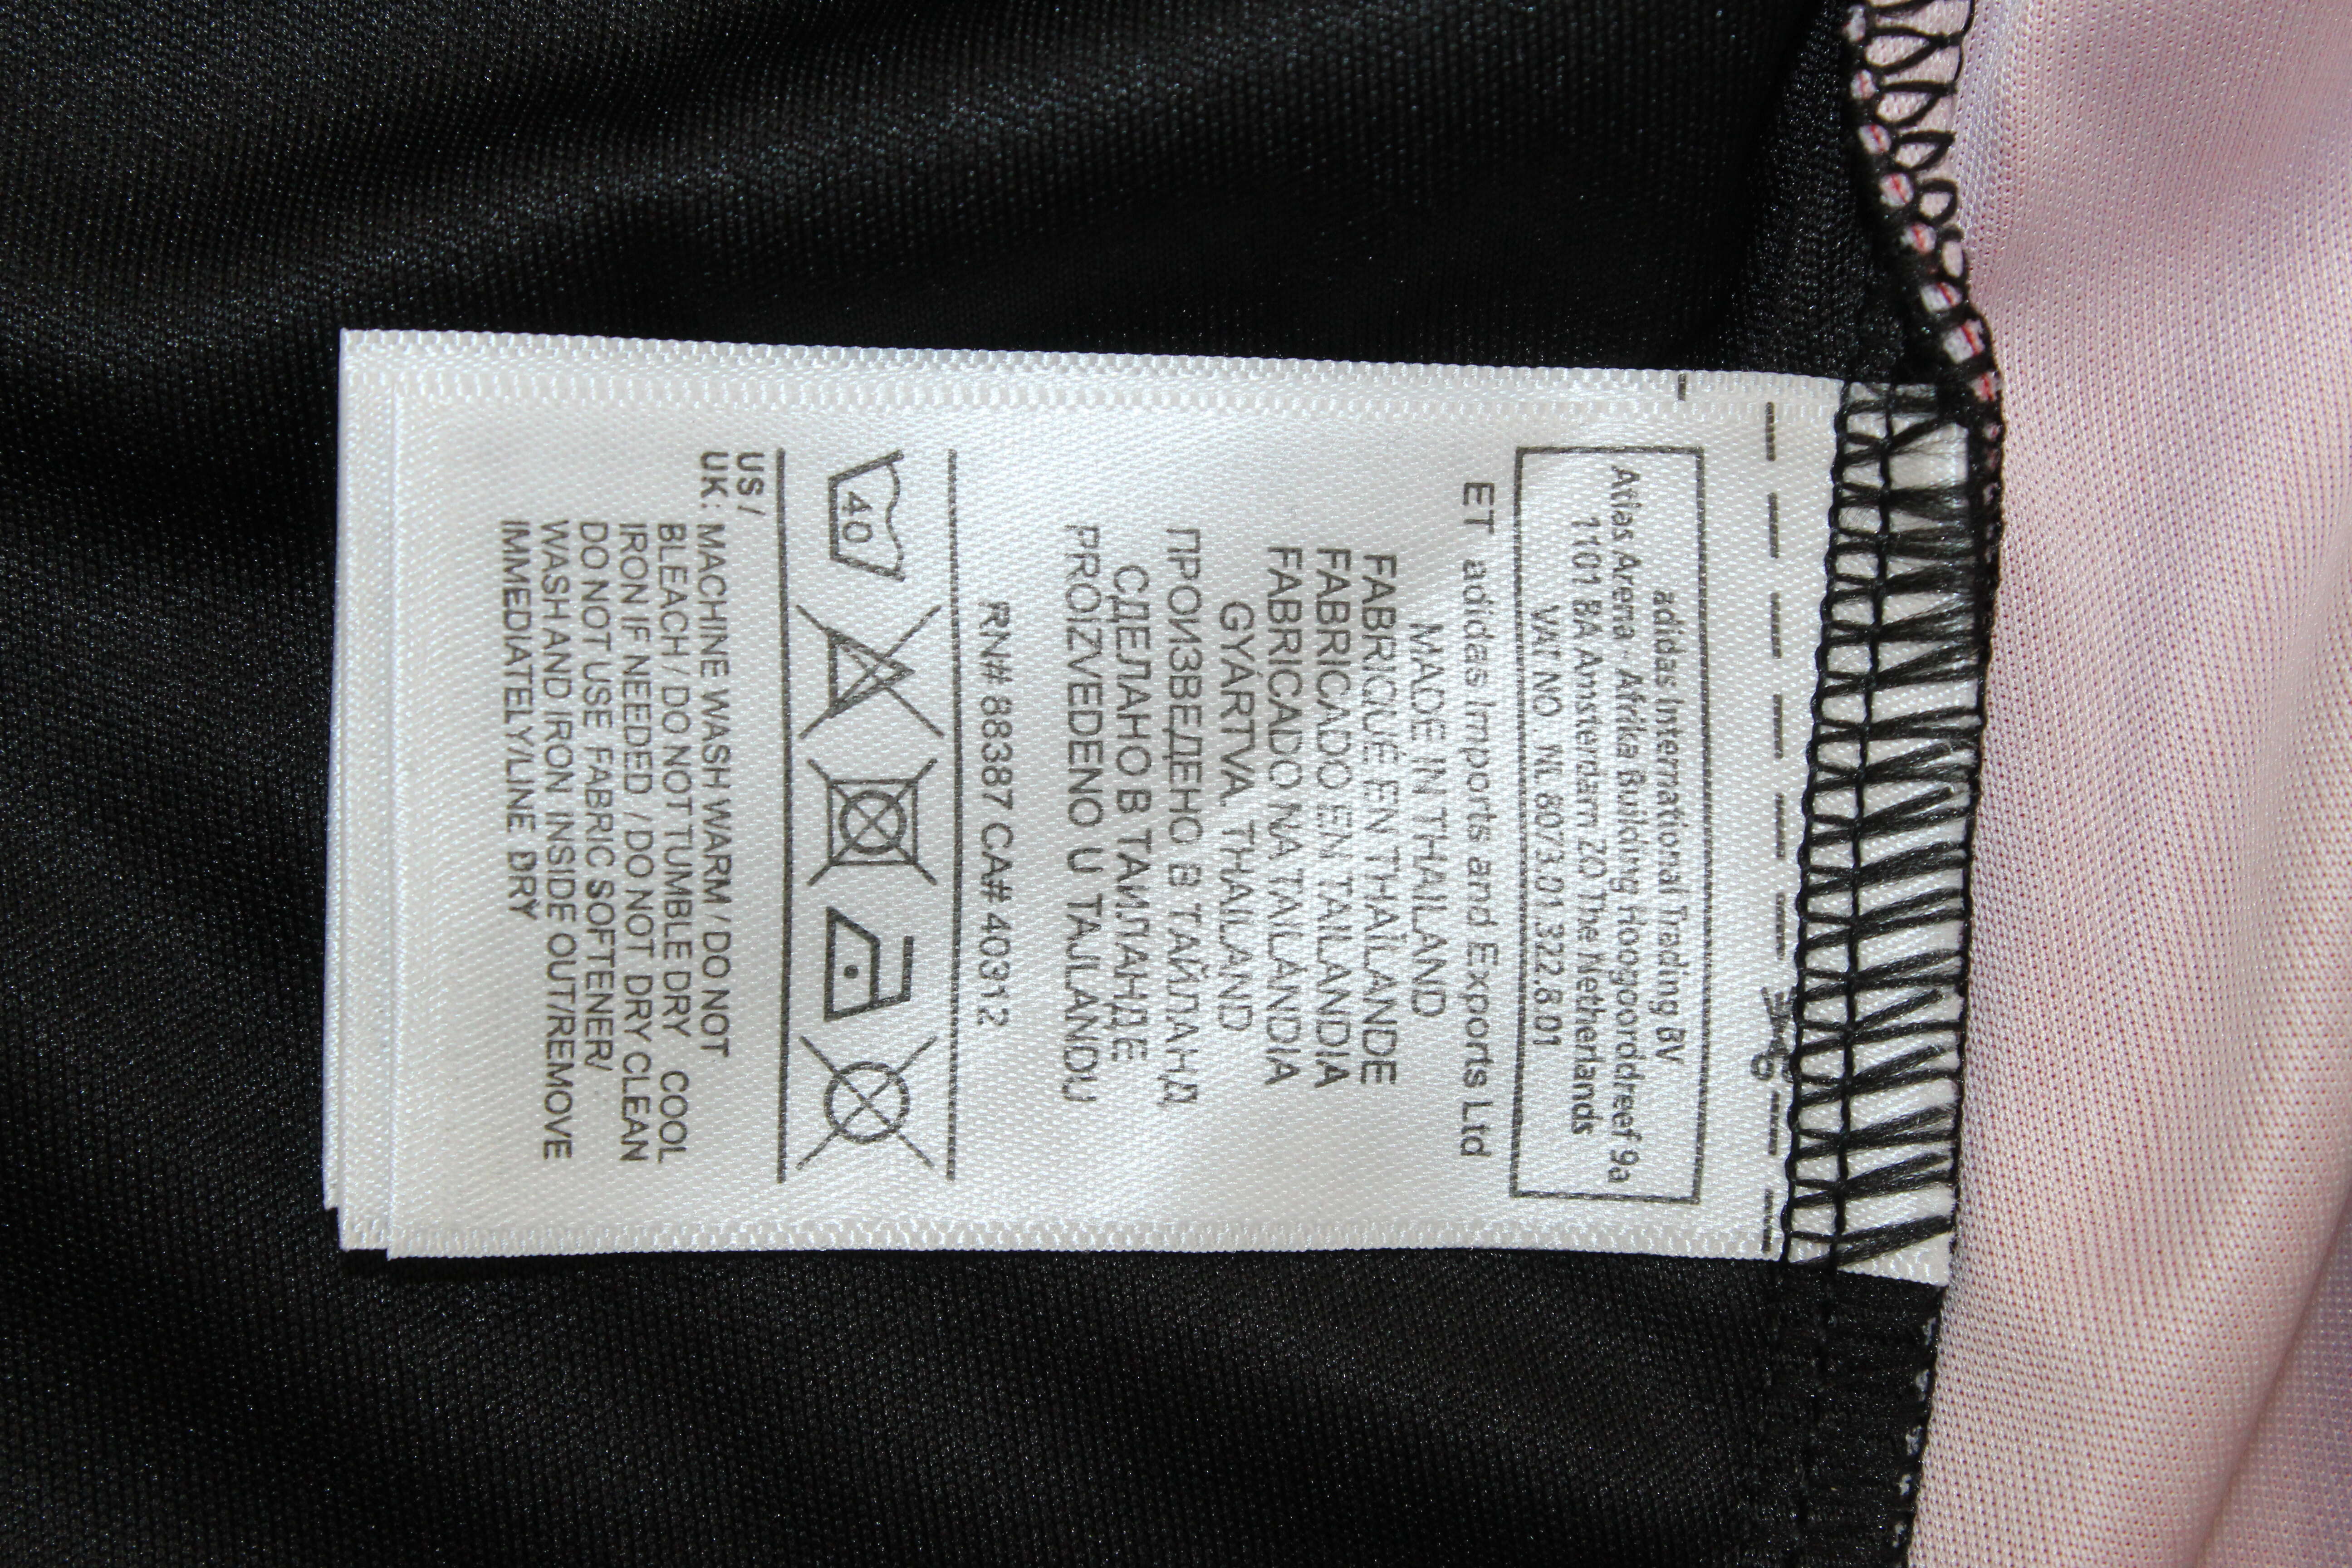 adidas International Trading BV
Atlas Arena - Afrika Building Hoogoorddreef 9a
1101 BA Amsterdam ZO The Netherlands
VAT NO . NL 8073.01.322.B.01
ET adidas Imports and Exports Ltd
MADE IN THAILAND
FABRIQUÉ EN THAÏLANDE
FABRICADO EN TAILANDIA
FABRICADO NA TAILÂNDIA
GYÁRTVA THAILAND
ПРОИЗВЕДЕНО В ТАЙЛАНД
СДЕЛАНО В ТАИЛАНДЕ
PROIZVEDENO U TAJLANDU
RN# 88387 CA# 40312
40
US /
UK: MACHINE WASH WARM / DO NOT
BLEACH / DO NOT TUMBLE DRY COOL
IRON IF NEEDED / DO NOT DRY CLEAN
DO NOT USE FABRIC SOFTENER/
WASH AND IRON INSIDE OUT/REMOVE
IMMEDIATELY/LINE DRY